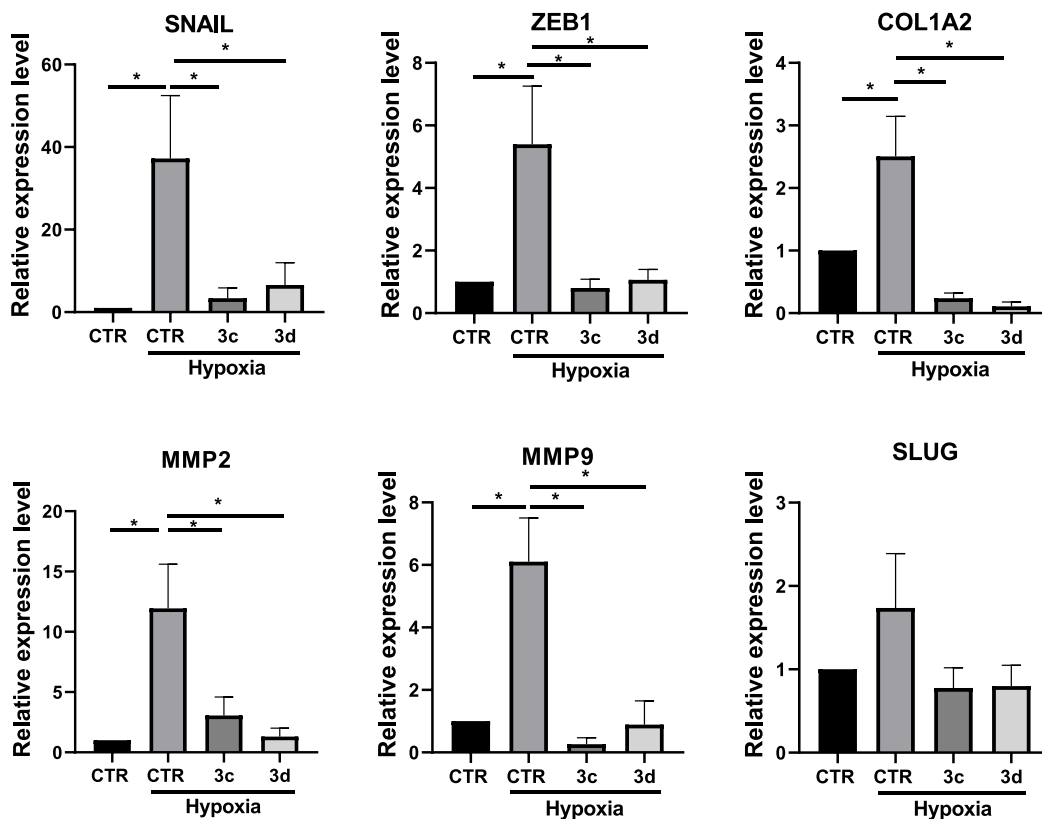 SNAIL
Relative expression level
60
40
20
0
*
*
*
CTR CTR 3c 3d
Hypoxia
ZEB1
Relative expression level
8
6
4
2
0
*
*
*
CTR CTR 3c 3d
Hypoxia
COL1A2
Relative expression level
4
3
2
1
0
*
*
*
CTR CTR 3c 3d
Hypoxia
MMP2
Relative expression level
20
15
10
5
0
*
*
*
CTR CTR 3c 3d
Hypoxia
MMP9
Relative expression level
8
6
4
2
0
*
*
*
CTR CTR 3c 3d
Hypoxia
SLUG
Relative expression level
3
2
1
0
CTR CTR 3c 3d
Hypoxia